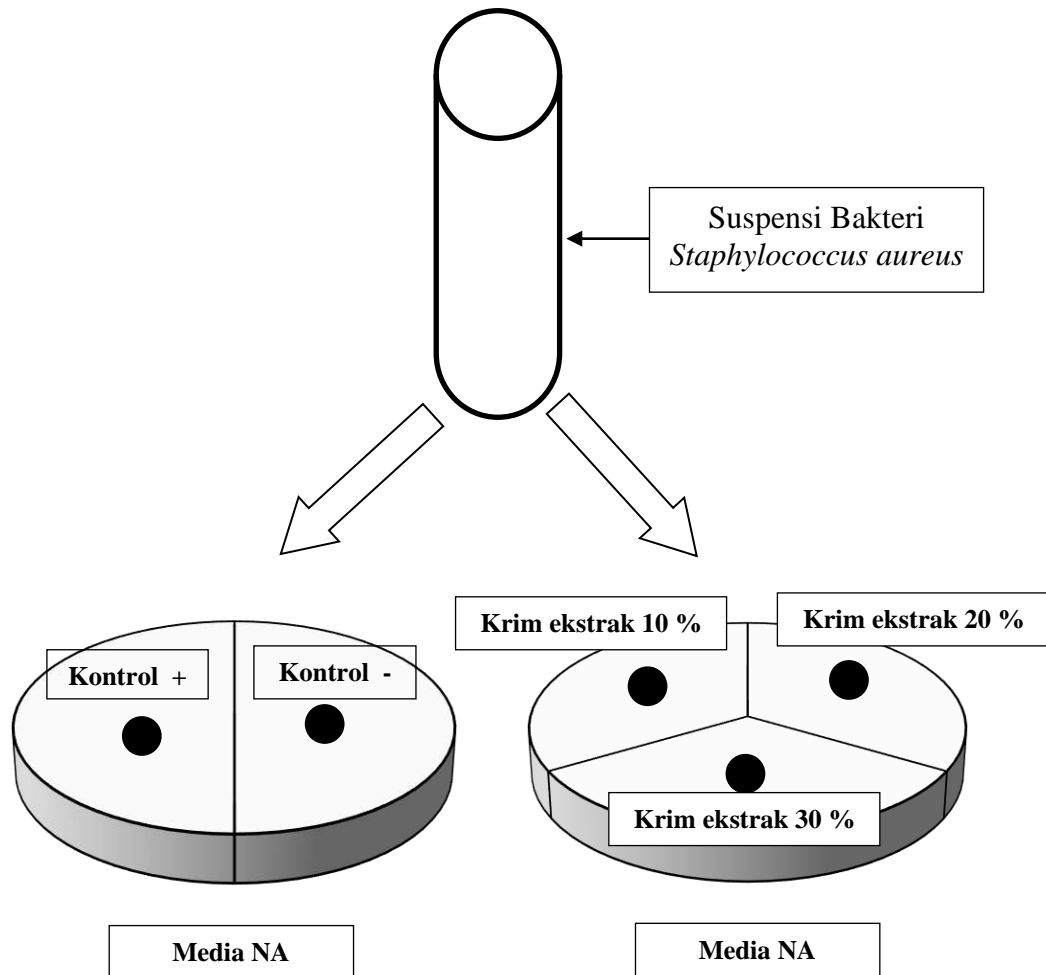 Suspensi Bakteri
Staphylococcus aureus
Krim ekstrak 10 %
Krim ekstrak 20 %
Kontrol +
Kontrol -
Krim ekstrak 30 %
Media NA
Media NA